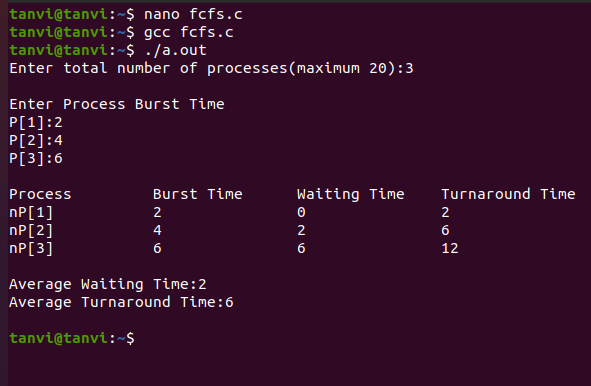 tanvi@tanvi:~$ nano fcfs.c
tanvi@tanvi:~$ gcc fcfs.c
tanvi@tanvi:~$ ./a.out
Enter total number of processes(maximum 20):3
Enter Process Burst Time
P[1]:2
P[2]:4
P[3]:6
Process Burst Time Waiting Time Turnaround Time
nP[1] 2 0 2
nP[2] 4 2 6
nP[3] 6 6 12
Average Waiting Time:2
Average Turnaround Time:6
tanvi@tanvi:~$